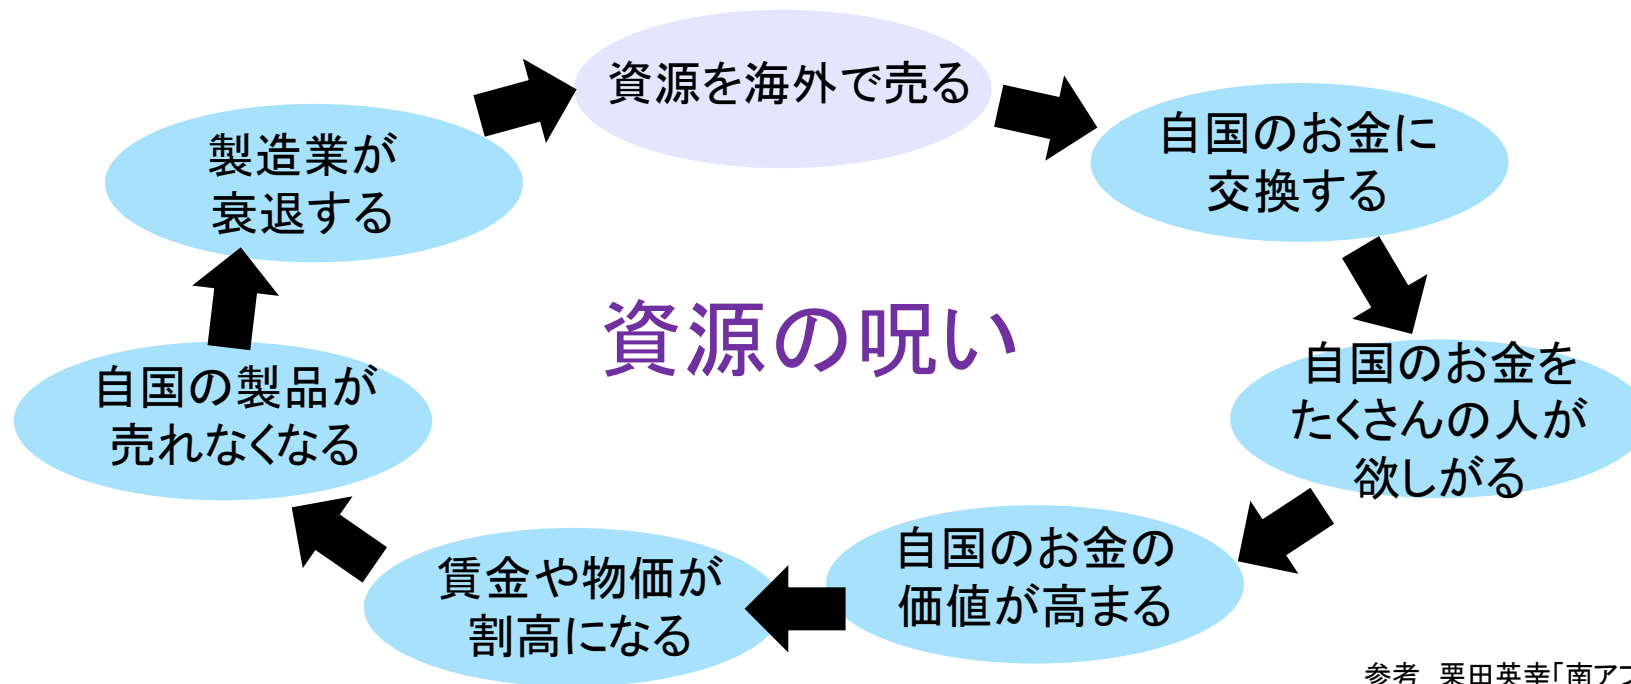 資源を海外で売る
自国のお金に
交換する
自国のお金を
たくさんの人が
欲しがる
自国のお金の
価値が高まる
賃金や物価が
割高になる
自国の製品が
売れなくなる
製造業が
衰退する
資源の呪い
参考 栗田英幸「南ア